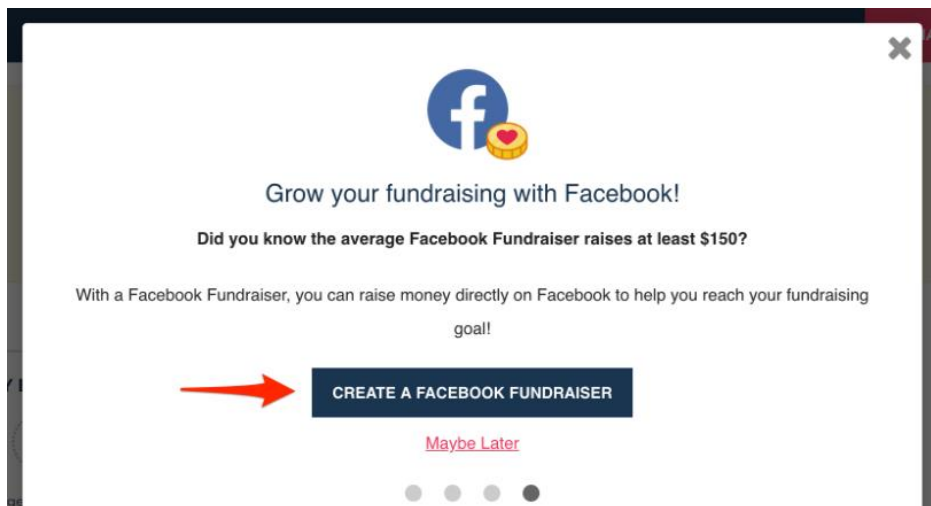 Grow your fundraising with Facebook!
Did you know the average Facebook Fundraiser raises at least $150?
With a Facebook Fundraiser, you can raise money directly on Facebook to help you reach your fundraising
goal!
CREATE A FACEBOOK FUNDRAISER
Maybe Later